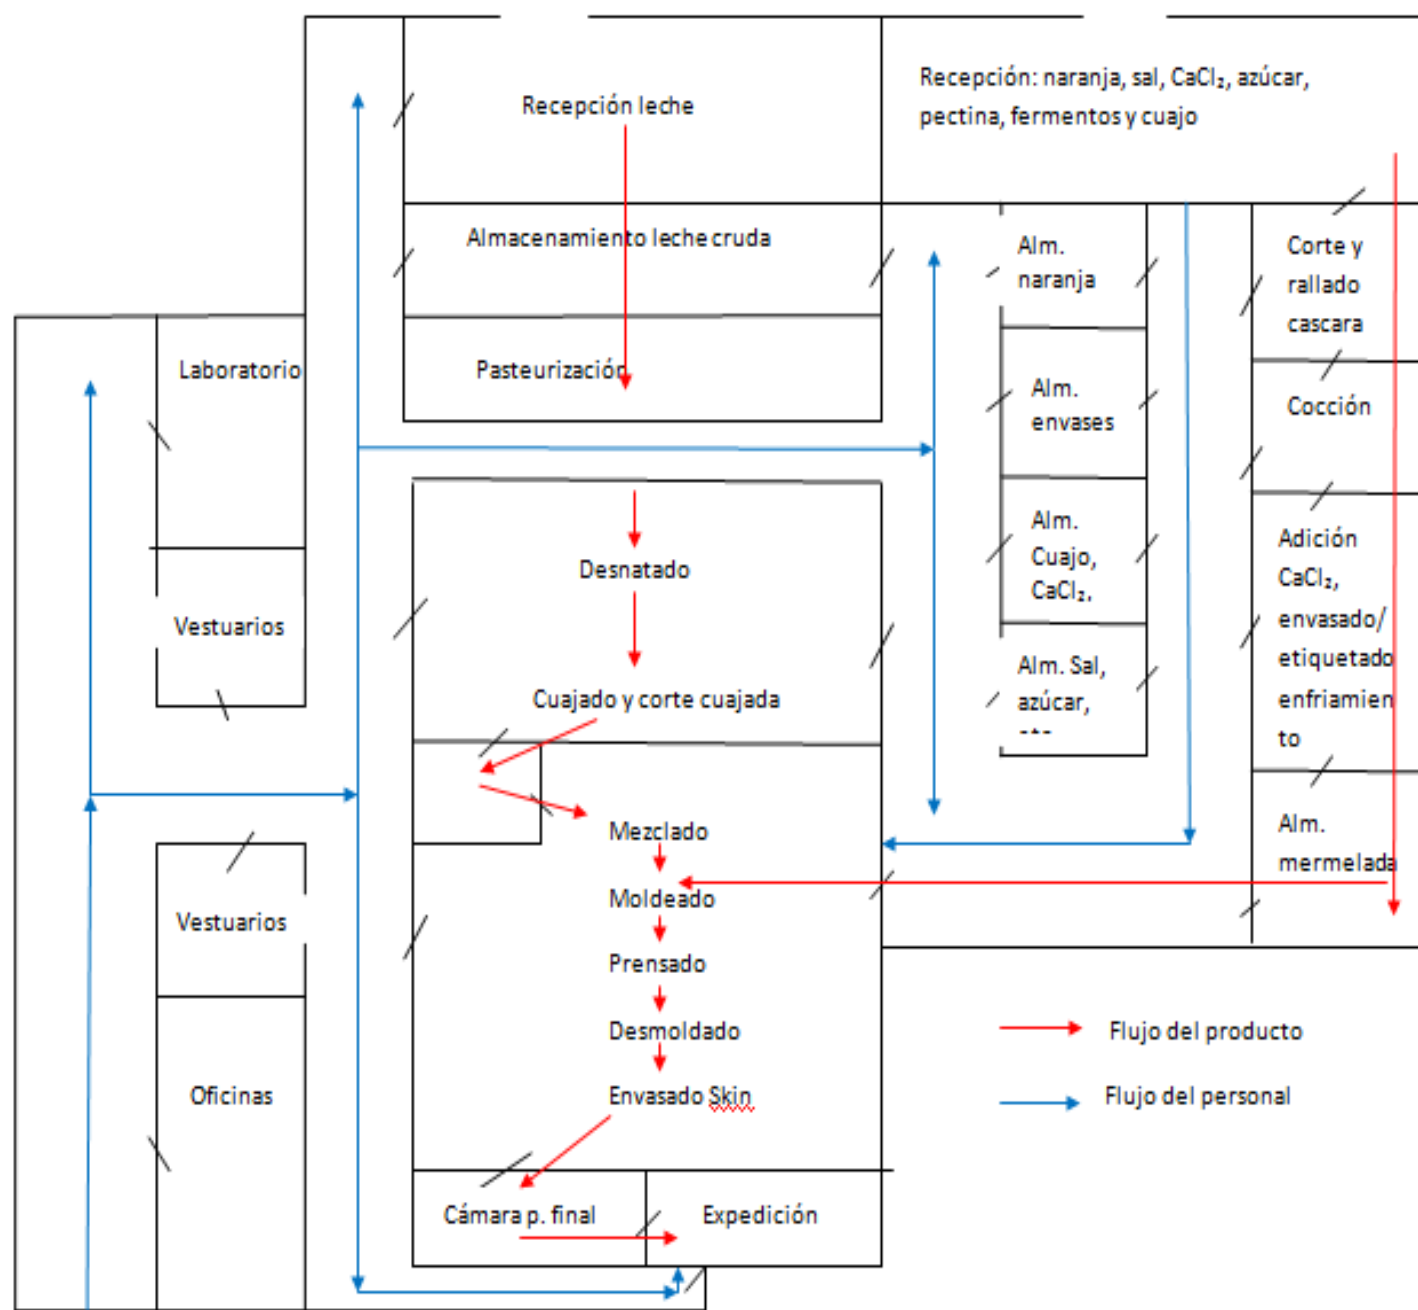 Recepción leche
Recepción: naranja, sal, CaCl₂, azúcar,
pectina, fermentos y cuajo
Almacenamiento leche cruda
Alm.
naranja
Corte y
rallado
cascara
Laboratorio
Pasteurización
Alm.
envases
Cocción
Desnatado
Alm.
Cuajo,
CaCl₂.
Adición
CaCl₂,
envasado/
etiquetado
enfriamien
to
Vestuarios
Cuajado y corte cuajada
Alm. Sal,
azúcar,
Mezclado
Alm.
mermelada
Moldeado
Vestuarios
Prensado
Desmoldado
Flujo del producto
Oficinas
Envasado Skin
Flujo del personal
Cámara p. final
Expedición